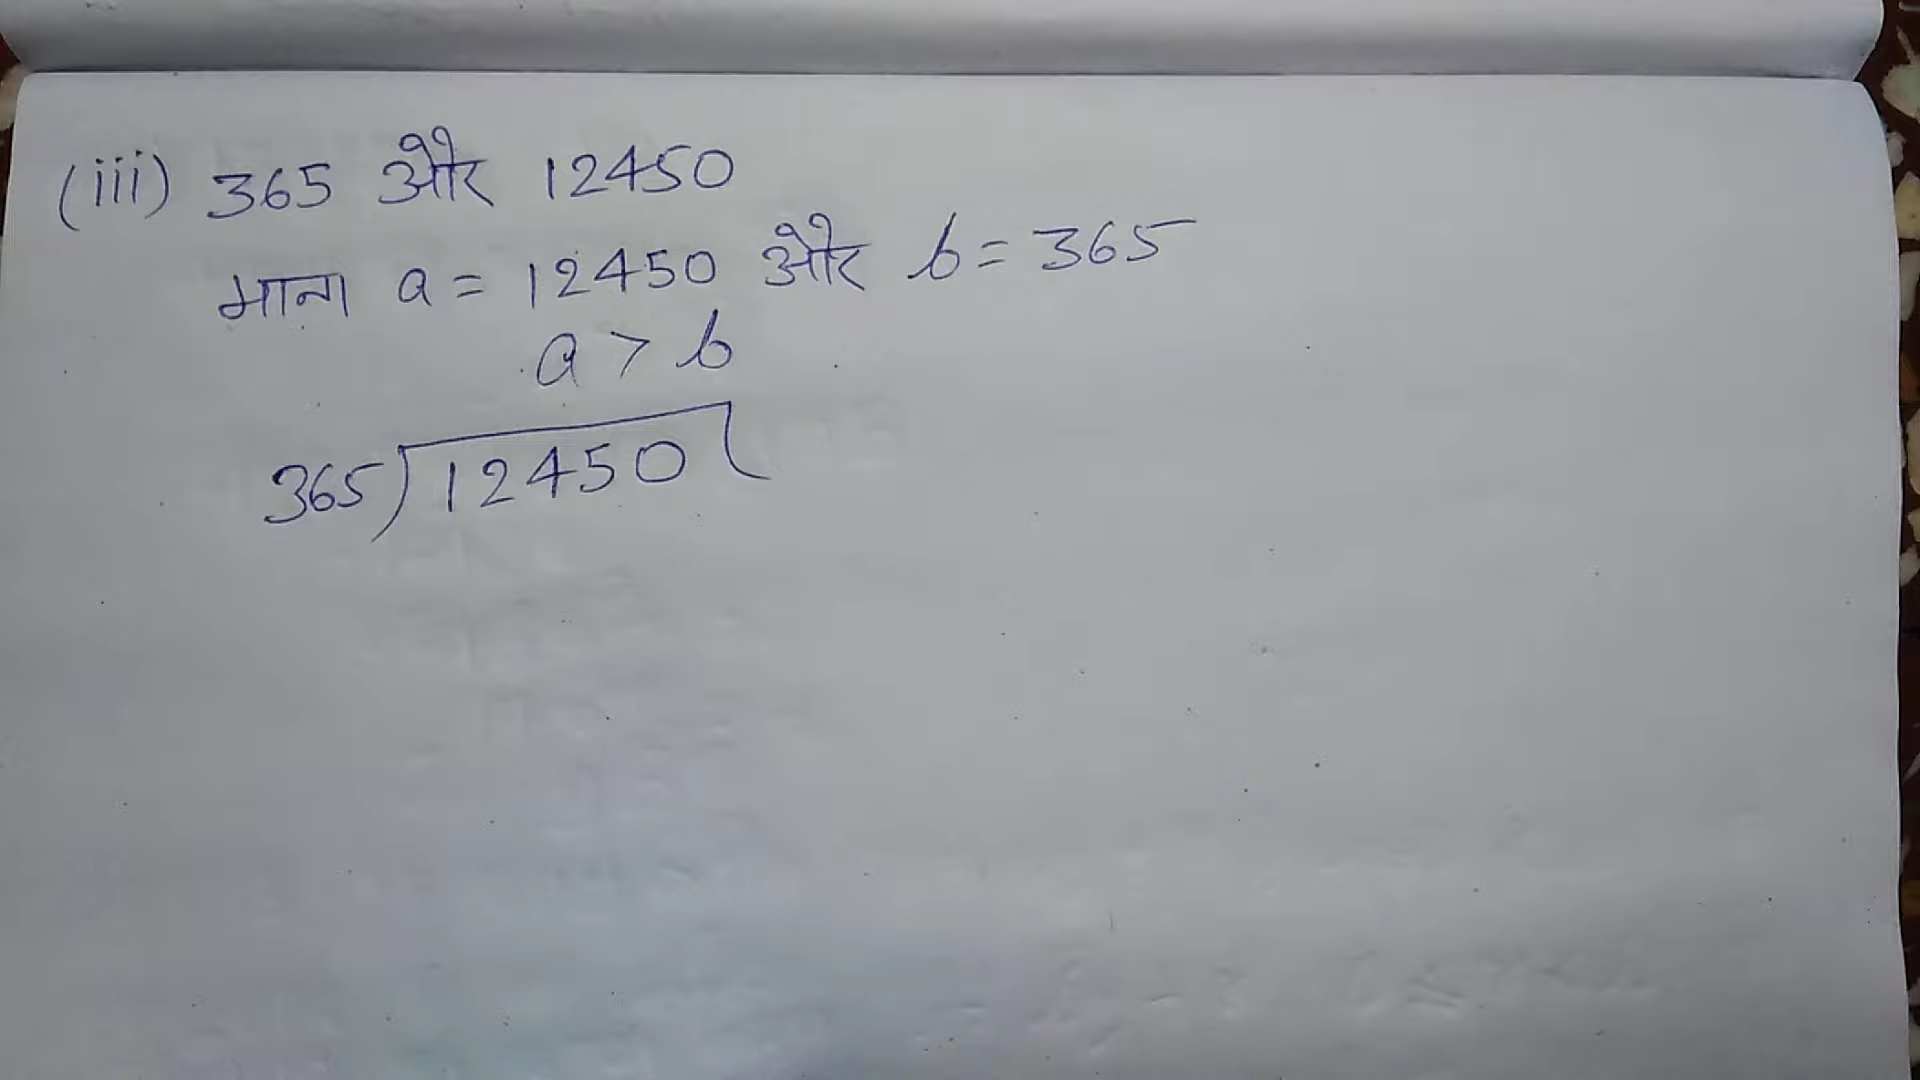 (iii) 365 और 12450
माना a = 12450 और b = 365
a > b
365)12450(